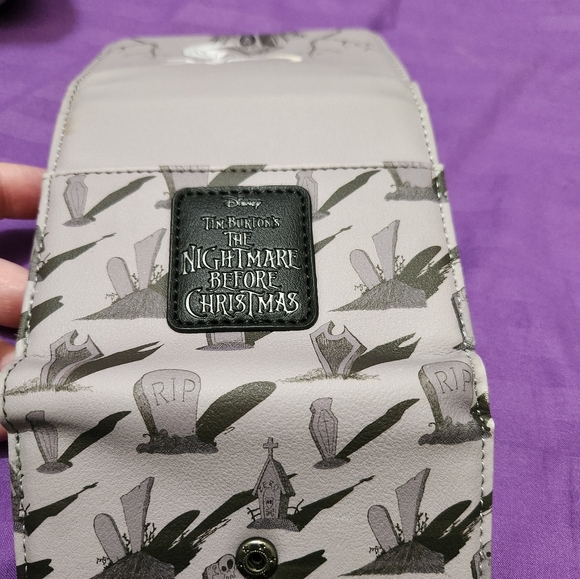 Disney
TIM BURTON'S
THE
NIGHTMARE
BEFORE
CHRISTMAS
RIP
RIP